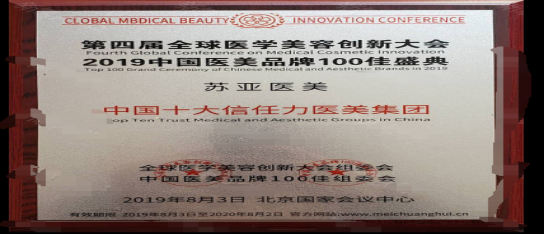 GLOBAL MBDICAL BEAUTY INNOVATION CONFERENCE
第四届全球医学美容创新大会
Fourth Global Conference on Medical Cosmetic Innovation
2019中国医美品牌100佳盛典
Top 100 Grand Ceremony of Chinese Medical and Aesthetic Brands in 2019
苏亚医美
中国十大信任力医美集团
op Ten Trust Medical and Aesthetic Groups in China
全球医学美容创新大会组委会
中国医美品牌100佳组委会
2019年8月3日 北京国家会议中心
有效期限 2019年8月3日至2020年8月2日 官方网站:www.meichuanghui.cn